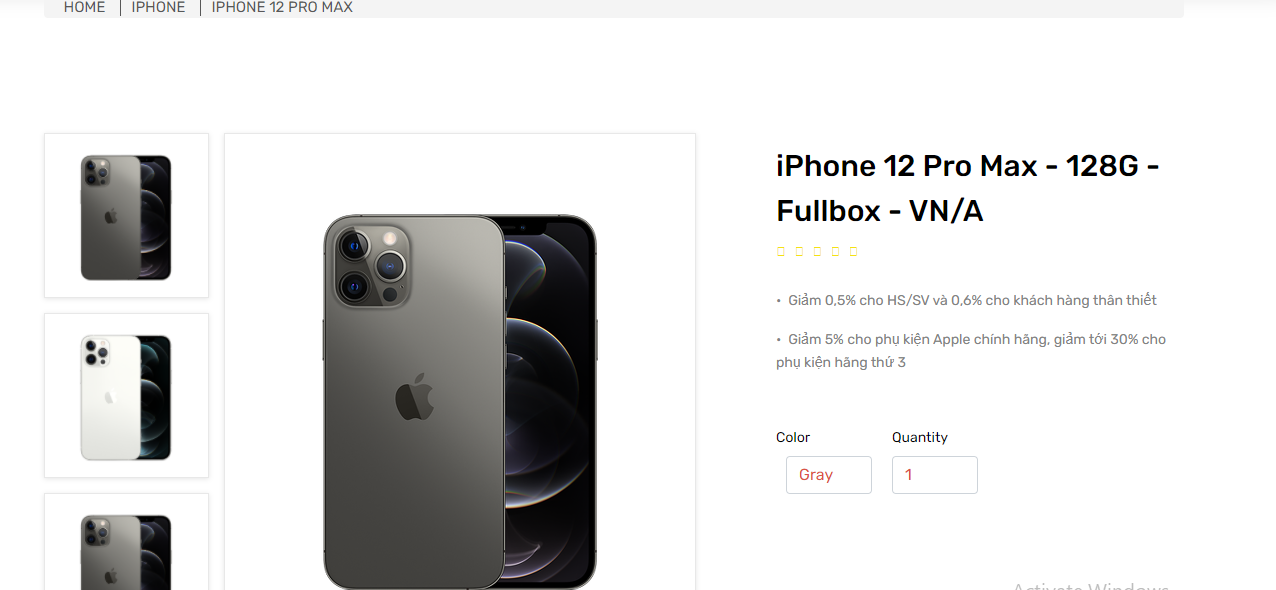 HOME | IPHONE | IPHONE 12 PRO MAX
iPhone 12 Pro Max - 128G -
Fullbox - VN/A
• Giảm 0,5% cho HS/SV và 0,6% cho khách hàng thân thiết
• Giảm 5% cho phụ kiện Apple chính hãng, giảm tới 30% cho
phụ kiện hãng thứ 3
Color
Quantity
Gray
1
Activate Windows